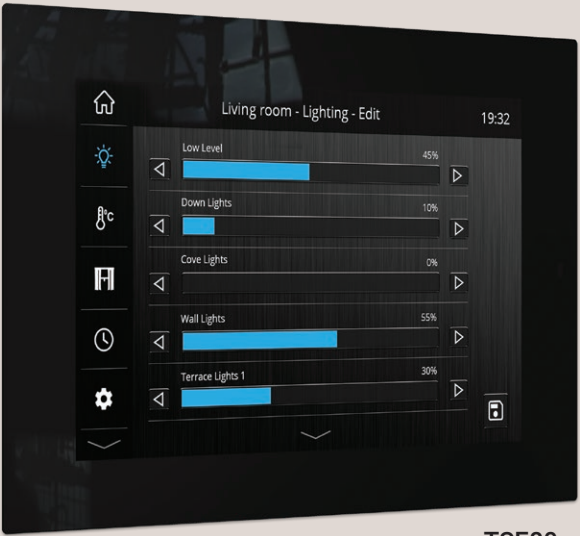 Living room - Lighting - Edit
19:32
Low Level
45%
Down Lights
10%
°C
Cove Lights
0%
Wall Lights
55%
Terrace Lights 1
30%